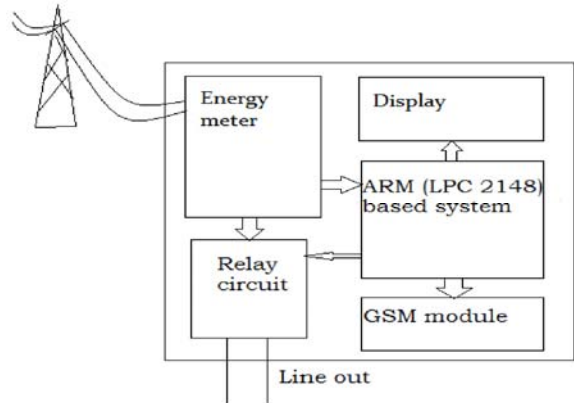 Energy
meter
Display
ARM (LPC 2148)
based system
Relay
circuit
GSM module
Line out